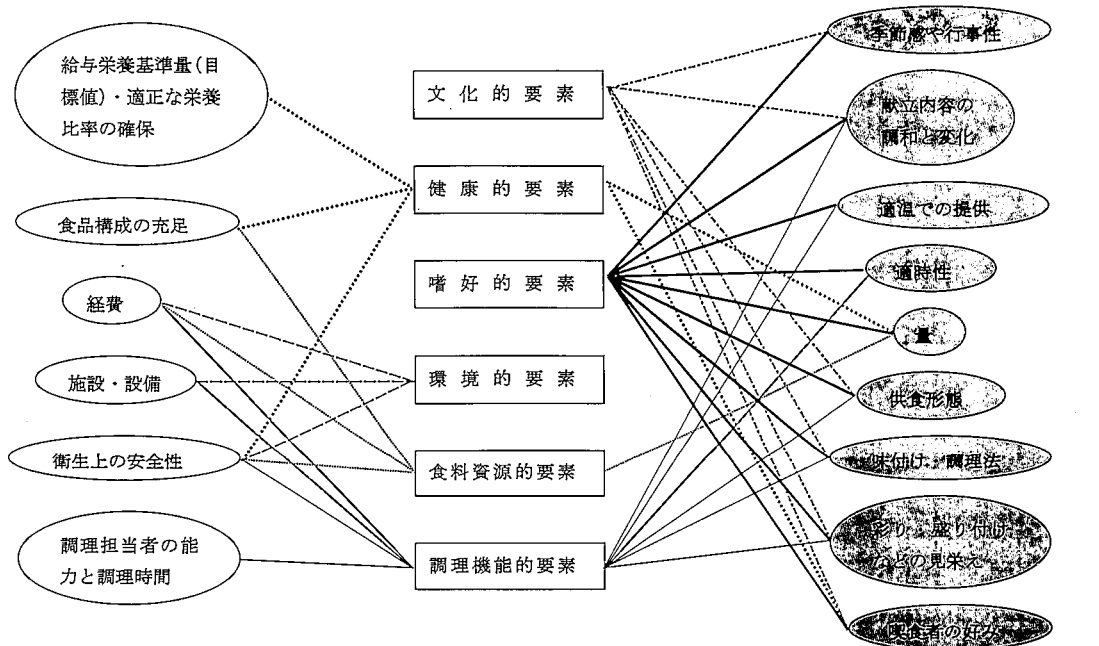 給与栄養基準量(目
標値)・適正な栄養
比率の確保
食品構成の充足
経費
施設・設備
衛生上の安全性
調理担当者の能
力と調理時間
文化的要素
健康的要素
嗜好的要素
環境的要素
食料資源的要素
調理機能的要素
季節感や行事性
献立内容の
調和と変化
適温での提供
適時性
量
供食形態
味付け、調理法
彩り、盛り付け
などの見栄え
喫食者の好み